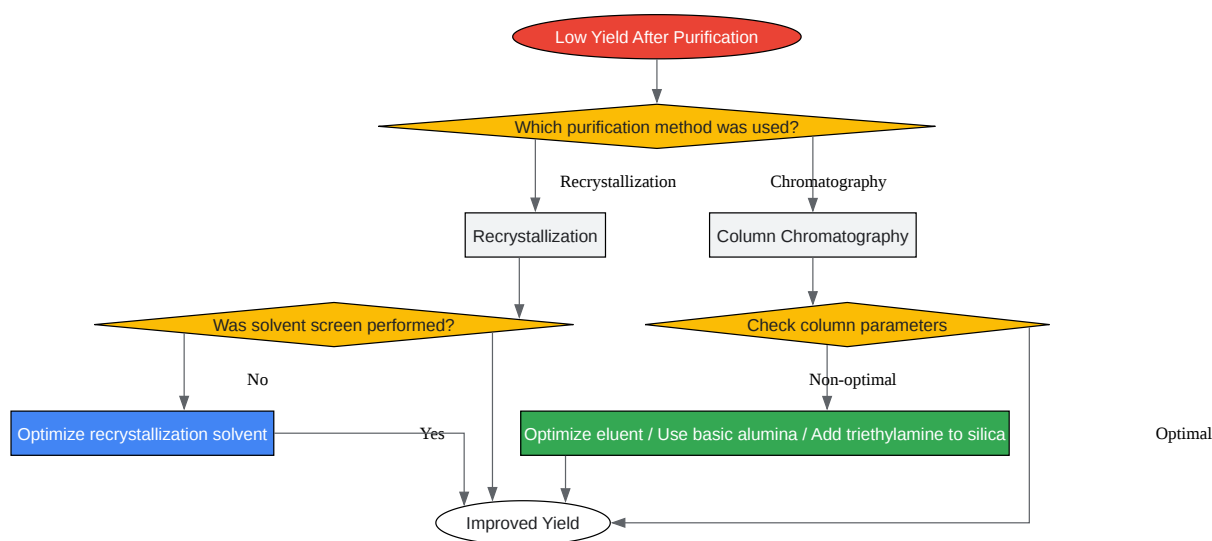 Low Yield After Purification
Which purification method was used?
Recrystallization
Chromatography
Recrystallization
Column Chromatography
Was solvent screen performed?
Check column parameters
No
Non-optimal
Optimize recrystallization solvent
Yes
Optimize eluent / Use basic alumina / Add triethylamine to silica
Optimal
Improved Yield